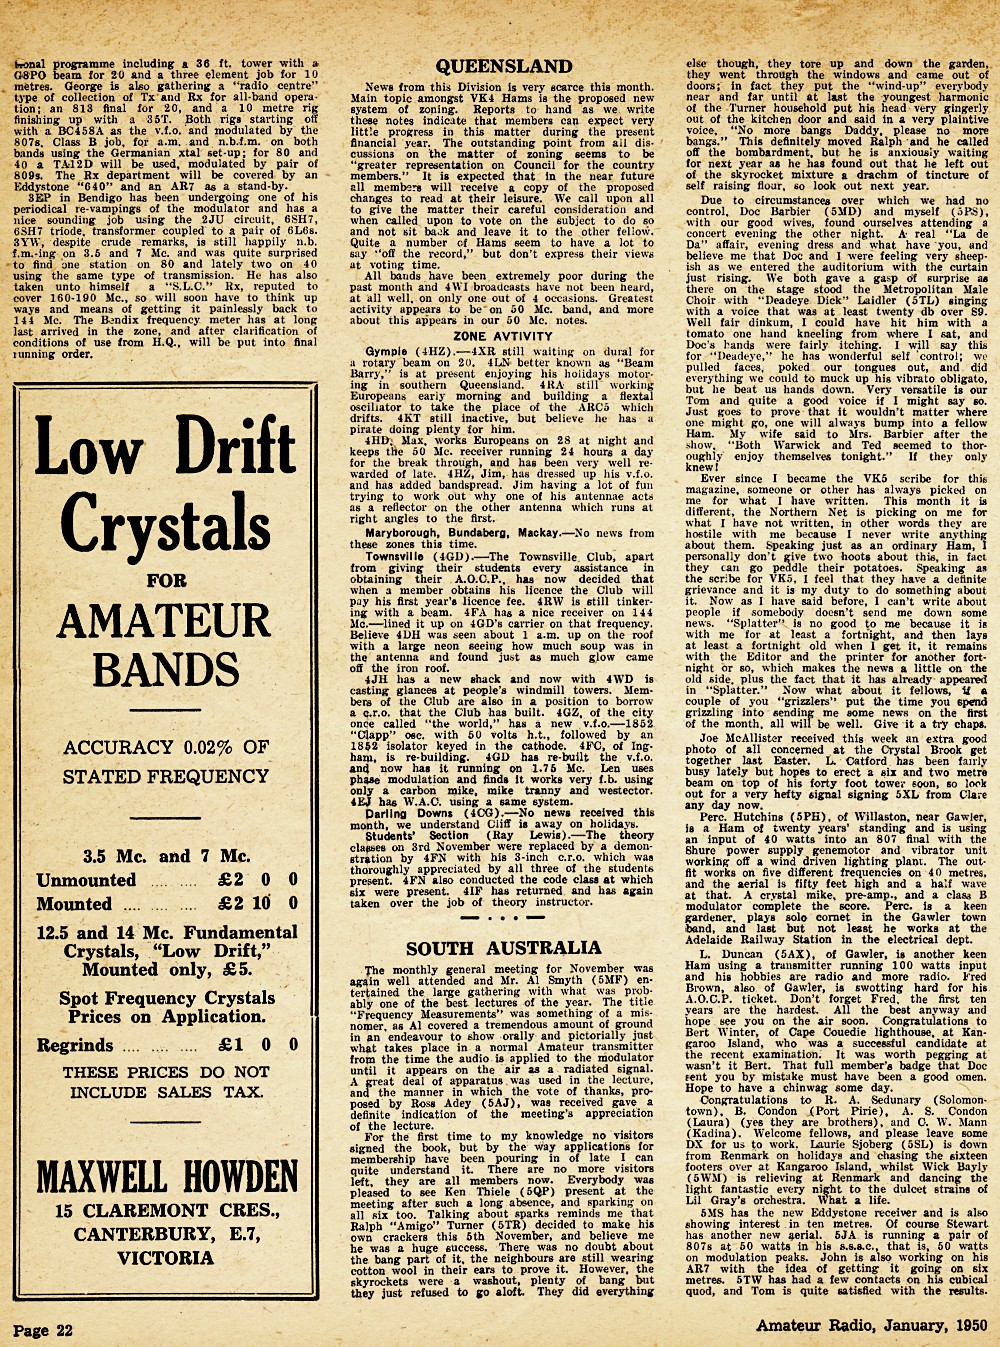 tional programme including a 36 ft. tower with a
G8PO beam for 20 and a three element job for 10
metres. George is also gathering a "radio centre"
type of collection of Tx and Rx for all-band opera-
tion; an 813 final for 20, and a 10 metre rig
finishing up with a 35T. Both rigs starting off
with a BC458A as the v.f.o. and modulated by the
807s, Class B job, for a.m. and n.b.f.m. on both
bands using the Germanian xtal set-up; for 80 and
40 a TA12D will be used, modulated by pair of
809s. The Rx department will be covered by an
Eddystone "640" and an AR7 as a stand-by.
3EP in Bendigo has been undergoing one of his
periodical re-vampings of the modulator and has a
nice sounding job using the 2JU circuit, 6SH7,
6SH7 triode, transformer coupled to a pair of 6L6s.
3YW, despite crude remarks, is still happily n.b.
f.m.-ing on 3.5 and 7 Mc. and was quite surprised
to find one station on 80 and lately two on 40
using the same type of transmission. He has also
taken unto himself a "S.L.C." Rx, reputed to
cover 160-190 Mc., so will soon have to think up
ways and means of getting it painlessly back to
144 Mc. The Bendix frequency meter has at long
last arrived in the zone, and after clarification of
conditions of use from H.Q., will be put into final
running order.
Low Drift
Crystals
FOR
AMATEUR
BANDS
ACCURACY 0.02% OF
STATED FREQUENCY
3.5 Mc. and 7 Mc.
Unmounted .......... £2 0 0
Mounted .............. £2 10 0
12.5 and 14 Mc. Fundamental
Crystals, "Low Drift,"
Mounted only, £5.
Spot Frequency Crystals
Prices on Application.
Regrinds .............. £1 0 0
THESE PRICES DO NOT
INCLUDE SALES TAX.
MAXWELL HOWDEN
15 CLAREMONT CRES.,
CANTERBURY, E.7,
VICTORIA
QUEENSLAND
News from this Division is very scarce this month.
Main topic amongst VK4 Hams is the proposed new
system of zoning. Reports to hand as we write
these notes indicate that members can expect very
little progress in this matter during the present
financial year. The outstanding point from all dis-
cussions on the matter of zoning seems to be
"greater representation on council for the country
members." It is expected that in the near future
all members will receive a copy of the proposed
changes to read at their leisure. We call upon all
to give the matter their careful consideration and
when called upon to vote on the subject to do so
and not sit back and leave it to the other fellow.
Quite a number of Hams seem to have a lot to
say "off the record," but don't express their views
at voting time.
All bands have been extremely poor during the
past month and 4WI broadcasts have not been heard,
at all well, on only one out of 4 occasions. Greatest
activity appears to be on 50 Mc. band, and more
about this appears in our 50 Mc. notes.
ZONE AVTIVITY
Gympie (4HZ).—4XR still waiting on dural for
a rotary beam on 20. 4LN better known as "Beam
Barry," is at present enjoying his holidays motor-
ing in southern Queensland. 4RA still working
Europeans early morning and building a flextal
oscillator to take the place of the ARC5 which
drifts. 4KT still inactive, but believe he has a
pirate doing plenty for him.
4HD, Max, works Europeans on 28 at night and
keeps the 50 Mc. receiver running 24 hours a day
for the break through, and has been very well re-
warded of late. 4HZ, Jim, has dressed up his v.f.o.
and has added bandspread. Jim having a lot of fun
trying to work out why one of his antennae acts
as a reflector on the other antenna which runs at
right angles to the first.
Maryborough, Bundaberg, Mackay.—No news from
these zones this time.
Townsville (4GD).—The Townsville Club, apart
from giving their students every assistance in
obtaining their A.O.C.P., has now decided that
when a member obtains his licence the Club will
pay his first year's licence fee. 4RW is still tinker-
ing with a beam. 4FA has a nice receiver on 144
Mc.—lined it up on 4GD's carrier on that frequency.
Believe 4DH was seen about 1 a.m. up on the roof
with a large neon seeing how much soup was in
the antenna and found just as much glow came
off the iron roof.
4JH has a new shack and now with 4WD is
casting glances at people's windmill towers. Mem-
bers of the Club are also in a position to borrow
a c.r.o. that the Club has built. 4GZ, of the city
once called "the world," has a new v.f.o.—1852
"Clapp" osc. with 50 volts h.t., followed by an
1852 isolator keyed in the cathode. 4FC, of Ing-
ham, is re-building. 4GD has re-built the v.f.o.
and now has it running on 1.75 Mc. Len uses
phase modulation and finds it works very f.b. using
only a carbon mike, mike tranny and westector.
4EJ has W.A.C. using a same system.
Darling Downs (4CG).—No news received this
month, we understand Cliff is away on holidays.
Students' Section (Ray Lewis).—The theory
classes on 3rd November were replaced by a demon-
stration by 4FN with his 3-inch c.r.o. which was
thoroughly appreciated by all three of the students
present. 4FN also conducted the code class at which
six were present. 4IF has returned and has again
taken over the job of theory instructor.
SOUTH AUSTRALIA
The monthly general meeting for November was
again well attended and Mr. Al Smyth (5MF) en-
tertained the large gathering with what was prob-
ably one of the best lectures of the year. The title
"Frequency Measurements" was something of a mis-
nomer, as Al covered a tremendous amount of ground
in an endeavour to show orally and pictorially just
what takes place in a normal Amateur transmitter
from the time the audio is applied to the modulator
until it appears on the air as a radiated signal.
A great deal of apparatus was used in the lecture,
and the manner in which the vote of thanks, pro-
posed by Ross Adey (5AJ), was received gave a
definite indication of the meeting's appreciation
of the lecture.
For the first time to my knowledge no visitors
signed the book, but by the way applications for
membership have been pouring in of late I can
quite understand it. There are no more visitors
left, they are all members now. Everybody was
pleased to see Ken Thiele (5QP) present at the
meeting after such a long absence, and sparking on
all six too. Talking about sparks reminds me that
Ralph "Amigo" Turner (5TR) decided to make his
own crackers this 5th November, and believe me
he was a huge success. There was no doubt about
the bang part of it, the neighbours are still wearing
cotton wool in their ears to prove it. However, the
skyrockets were a washout, plenty of bang but
they just refused to go aloft. They did everything
else though, they tore up and down the garden,
they went through the windows and came out of
doors; in fact they put the "wind-up" everybody
near and far until at last the youngest harmonic
of the Turner household put his head very gingerly
out of the kitchen door and said in a very plaintive
voice, "No more bangs Daddy, please no more
bangs." This definitely moved Ralph and he called
off the bombardment, but he is anxiously waiting
for next year as he has found out that he left out
of the skyrocket mixture a drachm of tincture of
self raising flour, so look out next year.
Due to circumstances over which we had no
control, Doc Barbier (5MD) and myself (5PS),
with our good wives, found ourselves attending a
concert evening the other night. A real "La de
Da" affair, evening dress and what have you, and
believe me that Doc and I were feeling very sheep-
ish as we entered the auditorium with the curtain
just rising. We both gave a gasp of surprise as
there on the stage stood the Metropolitan Male
Choir with "Deadeye Dick" Laidler (5TL) singing
with a voice that was at least twenty db over S9.
Well fair dinkum, I could have hit him with a
tomato one hand kneeling from where I sat, and
Doc's hands were fairly itching. I will say this
for "Deadeye," he has wonderful self control; we
pulled faces, poked our tongues out, and did
everything we could to muck up his vibrato obligato,
but he beat us hands down. Very versatile is our
Tom and quite a good voice if I might say so.
Just goes to prove that it wouldn't matter where
one might go, one will always bump into a fellow
Ham. My wife said to Mrs. Barbier after the
show, "Both Warwick and Ted seemed to thor-
oughly enjoy themselves tonight." If they only
knew!
Ever since I became the VK5 scribe for this
magazine, someone or other has always picked on
me for what I have written. This month it is
different, the Northern Net is picking on me for
what I have not written, in other words they are
hostile with me because I never write anything
about them. Speaking just as an ordinary Ham, I
personally don't give two hoots about this, in fact
they can go peddle their potatoes. Speaking as
the scribe for VK5, I feel that they have a definite
grievance and it is my duty to do something about
it. Now as I have said before, I can't write about
people if somebody doesn't send me down some
news. "Splatter" is no good to me because it is
with me for at least a fortnight, and then lays
at least a fortnight old when I get it, it remains
with the Editor and the printer for another fort-
night or so, which makes the news a little on the
old side, plus the fact that it has already appeared
in "Splatter." Now what about it fellows, if a
couple of you "grizzlers" put the time you spend
grizzling into sending me some news on the first
of the month, all will be well. Give it a try chaps.
Joe McAllister received this week an extra good
photo of all concerned at the Crystal Brook get
together last Easter. L. Catford has been fairly
busy lately but hopes to erect a six and two metre
beam on top of his forty foot tower soon, so look
out for a very hefty signal signing 5XL from Clare
any day now.
Perc. Hutchins (5PH), of Willaston, near Gawler,
is a Ham of twenty years' standing and is using
an input of 40 watts into an 807 final with the
Shure power supply genemotor and vibrator unit
working off a wind driven lighting plant. The out-
fit works on five different frequencies on 40 metres,
and the aerial is fifty feet high and a half wave
at that. A crystal mike, pre-amp., and a class B
modulator complete the score. Perc. is a keen
gardener, plays solo cornet in the Gawler town
band, and last but not least he works at the
Adelaide Railway Station in the electrical dept.
L. Duncan (5AX), of Gawler, is another keen
Ham using a transmitter running 100 watts input
and his hobbies are radio and more radio. Fred
Brown, also of Gawler, is swotting hard for his
A.O.C.P. ticket. Don't forget Fred, the first ten
years are the hardest. All the best anyway and
hope see you on the air soon. Congratulations to
Bert Winter, of Cape Couedie lighthouse, at Kan-
garoo Island, who was a successful candidate at
the recent examination. It was worth pegging at
wasn't it Bert. That full member's badge that Doc
sent you by mistake must have been a good omen.
Hope to have a chinwag some day.
Congratulations to R. A. Sedunary (Solomon-
town), B. Condon (Port Pirie), A. S. Condon
(Laura) (yes they are brothers), and C. W. Mann
(Kadina). Welcome fellows, and please leave some
DX for us to work. Laurie Sjoberg (5SL) is down
from Renmark on holidays and chasing the sixteen
footers over at Kangaroo Island, whilst Wick Bayly
(5WM) is relieving at Renmark and dancing the
light fantastic every night to the dulcet strains of
Lil Gray's orchestra. What a life.
5MS has the new Eddystone receiver and is also
showing interest in ten metres. Of course Stewart
has another new aerial. 5JA is running a pair of
807s at 50 watts in his s.s.s.c., that is, 50 watts
on modulation peaks. John is also working on his
AR7 with the idea of getting it going on six
metres. 5TW has had a few contacts on his cubical
quod, and Tom is quite satisfied with the results.
Page 22
Amateur Radio, January, 1950